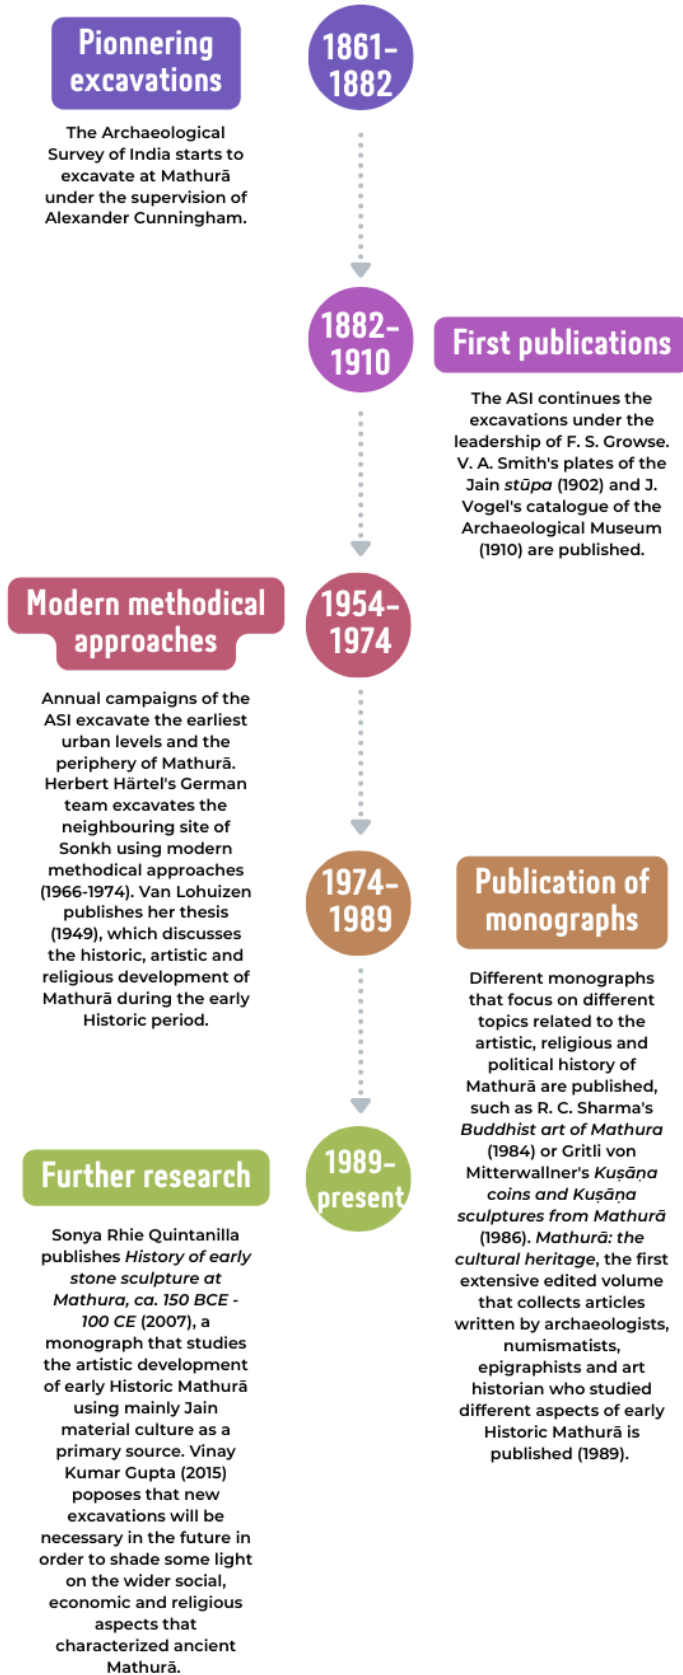 Pionnering
excavations
1861-
1882
The Archaeological
Survey of India starts to
excavate at Mathurā
under the supervision of
Alexander Cunningham.
1882-
1910
First publications
The ASI continues the
excavations under the
leadership of F. S. Growse.
V. A. Smith's plates of the
Jain stūpa (1902) and J.
Vogel's catalogue of the
Archaeological Museum
(1910) are published.
Modern methodical
approaches
1954-
1974
Annual campaigns of the
ASI excavate the earliest
urban levels and the
periphery of Mathurā.
Herbert Härtel's German
team excavates the
neighbouring site of
Sonkh using modern
methodical approaches
(1966-1974). Van Lohuizen
publishes her thesis
(1949), which discusses
the historic, artistic and
religious development of
Mathurā during the early
Historic period.
1974-
1989
Publication of
monographs
Different monographs
that focus on different
topics related to the
artistic, religious and
political history of
Mathurā are published,
such as R. C. Sharma's
Buddhist art of Mathura
(1984) or Gritli von
Mitterwallner's Kuṣāṇa
coins and Kuṣāṇa
sculptures from Mathurā
(1986). Mathurā: the
cultural heritage, the first
extensive edited volume
that collects articles
written by archaeologists,
numismatists,
epigraphists and art
historian who studied
different aspects of early
Historic Mathurā is
published (1989).
Further research
1989-
present
Sonya Rhie Quintanilla
publishes History of early
stone sculpture at
Mathura, ca. 150 BCE -
100 CE (2007), a
monograph that studies
the artistic development
of early Historic Mathurā
using mainly Jain
material culture as a
primary source. Vinay
Kumar Gupta (2015)
poposes that new
excavations will be
necessary in the future in
order to shade some light
on the wider social,
economic and religious
aspects that
characterized ancient
Mathurā.